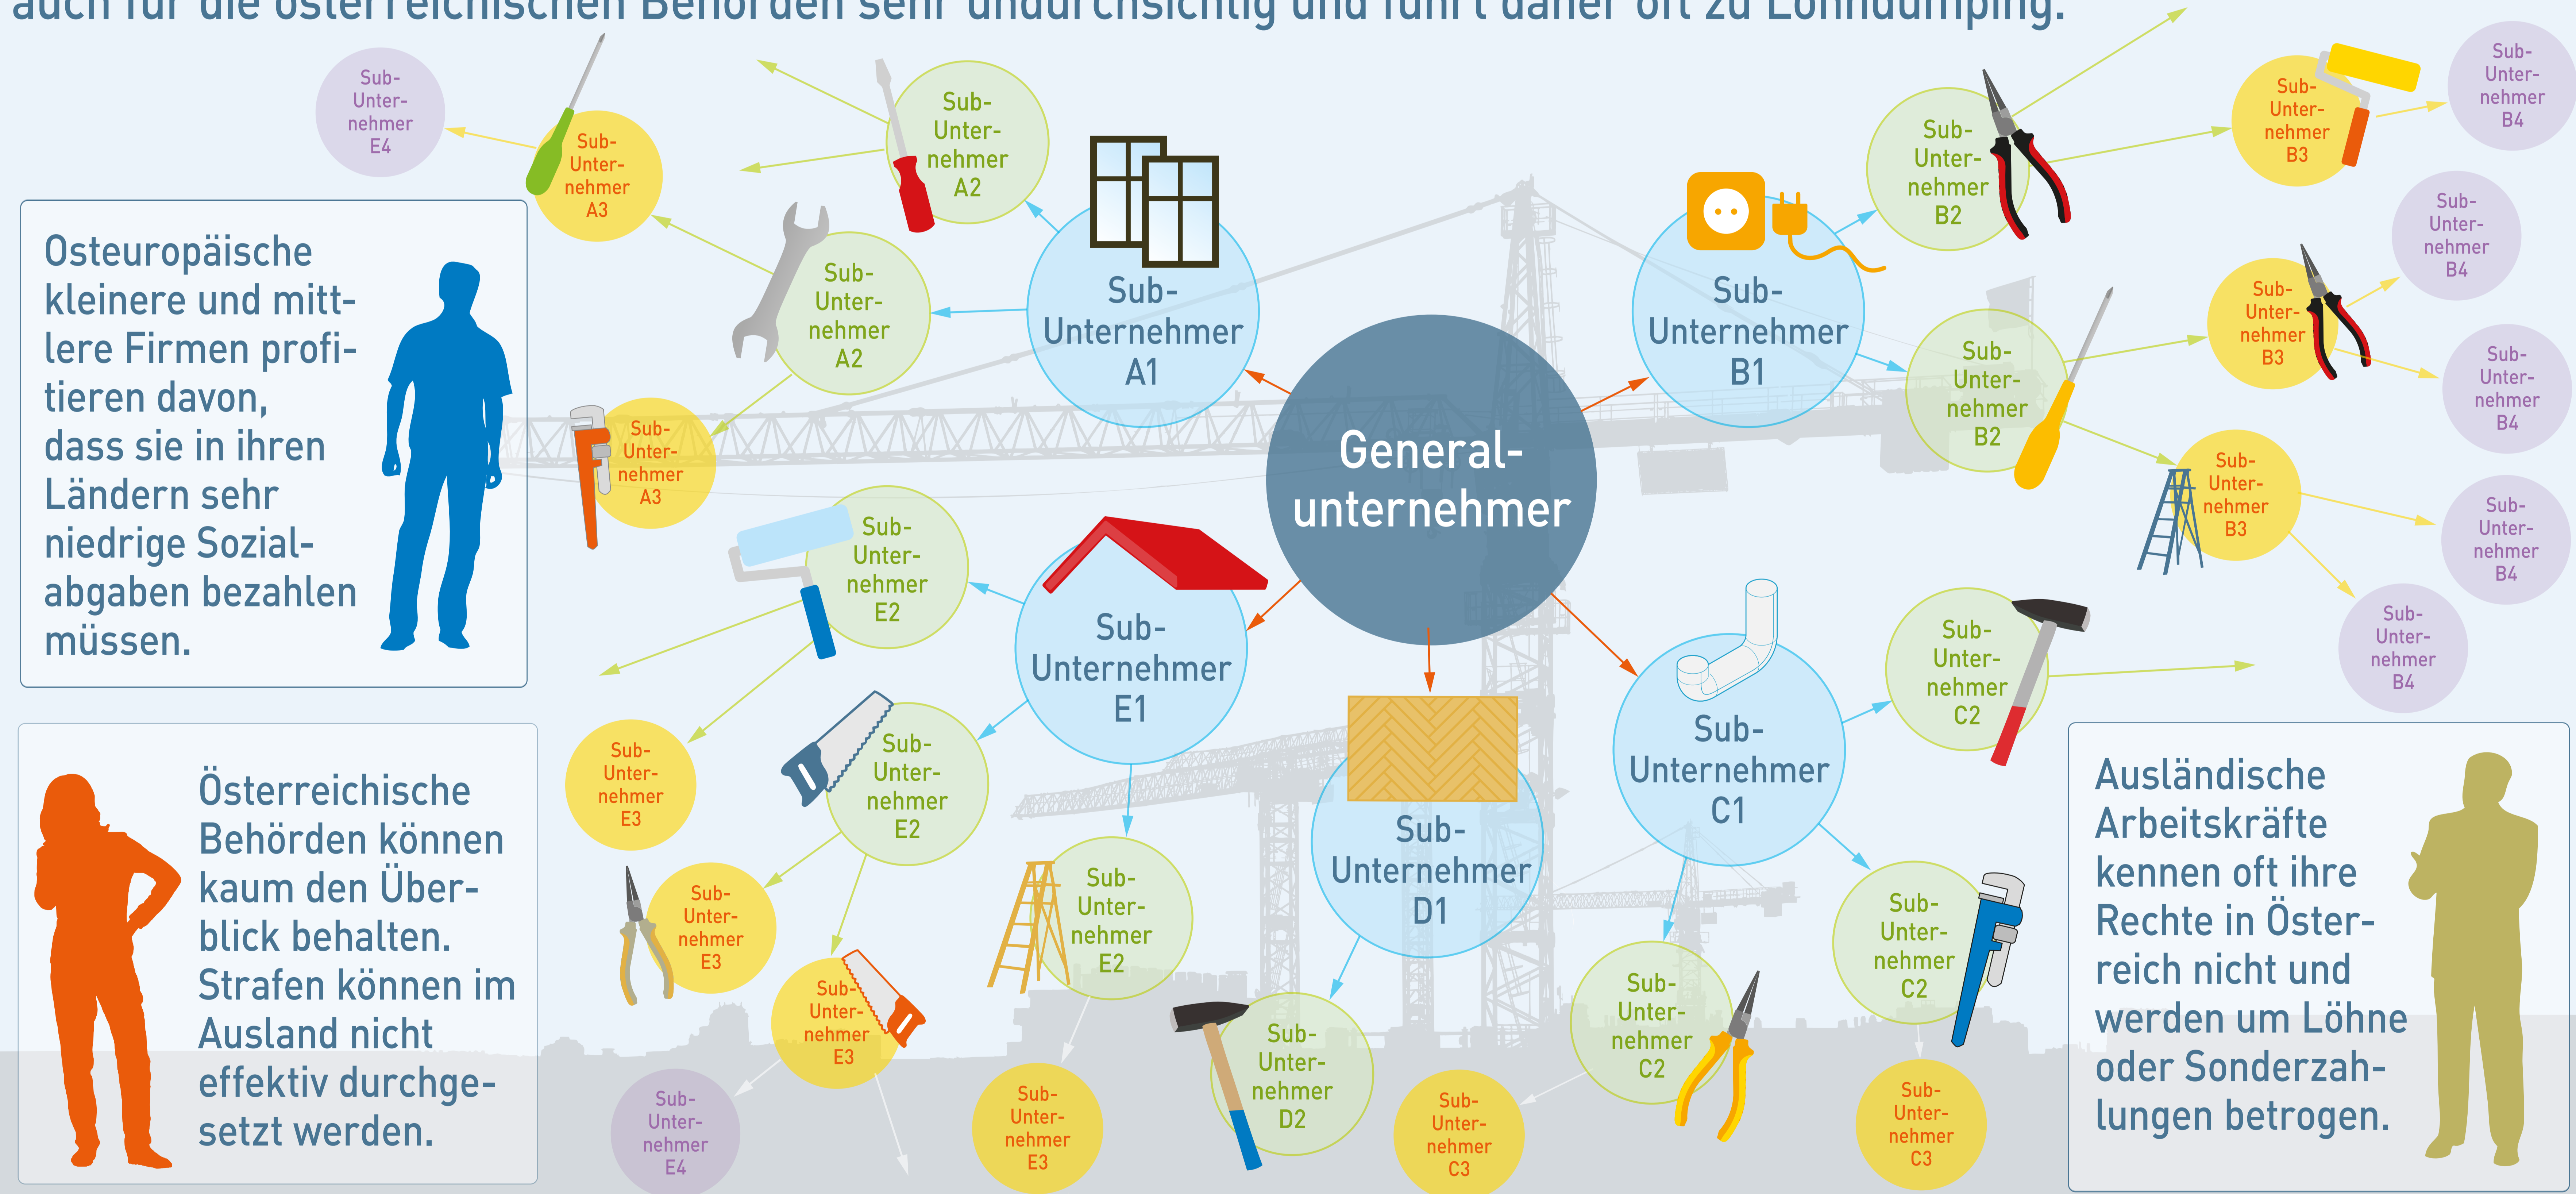 auch für die österreichischen Behörden sehr undurchsichtig und führt daher oft zu Lohndumping.
Sub-
Unter-
nehmer
E4
Sub-
Unter-
nehmer
A3
Sub-
Unter-
nehmer
A2
Sub-
Unter-
nehmer
A2
Sub-
Unter-
nehmer
A3
Sub-
Unternehmer
A1
General-
unternehmer
Sub-
Unternehmer
B1
Sub-
Unter-
nehmer
B2
Sub-
Unter-
nehmer
B3
Sub-
Unter-
nehmer
B4
Sub-
Unter-
nehmer
B4
Sub-
Unter-
nehmer
B3
Sub-
Unter-
nehmer
B4
Sub-
Unter-
nehmer
B2
Sub-
Unter-
nehmer
B3
Sub-
Unter-
nehmer
B4
Sub-
Unter-
nehmer
B4
Osteuropäische
kleinere und mitt-
lere Firmen profi-
tieren davon,
dass sie in ihren
Ländern sehr
niedrige Sozial-
abgaben bezahlen
müssen.
Sub-
Unter-
nehmer
E2
Sub-
Unternehmer
E1
Sub-
Unter-
nehmer
E3
Sub-
Unter-
nehmer
E2
Sub-
Unter-
nehmer
E3
Sub-
Unter-
nehmer
E3
Sub-
Unter-
nehmer
E2
Sub-
Unter-
nehmer
E4
Sub-
Unter-
nehmer
E3
Sub-
Unternehmer
D1
Sub-
Unter-
nehmer
D2
Sub-
Unternehmer
C1
Sub-
Unter-
nehmer
C2
Sub-
Unter-
nehmer
C2
Sub-
Unter-
nehmer
C2
Sub-
Unter-
nehmer
C3
Sub-
Unter-
nehmer
C3
Österreichische
Behörden können
kaum den Über-
blick behalten.
Strafen können im
Ausland nicht
effektiv durchge-
setzt werden.
Ausländische
Arbeitskräfte
kennen oft ihre
Rechte in Öster-
reich nicht und
werden um Löhne
oder Sonderzah-
lungen betrogen.